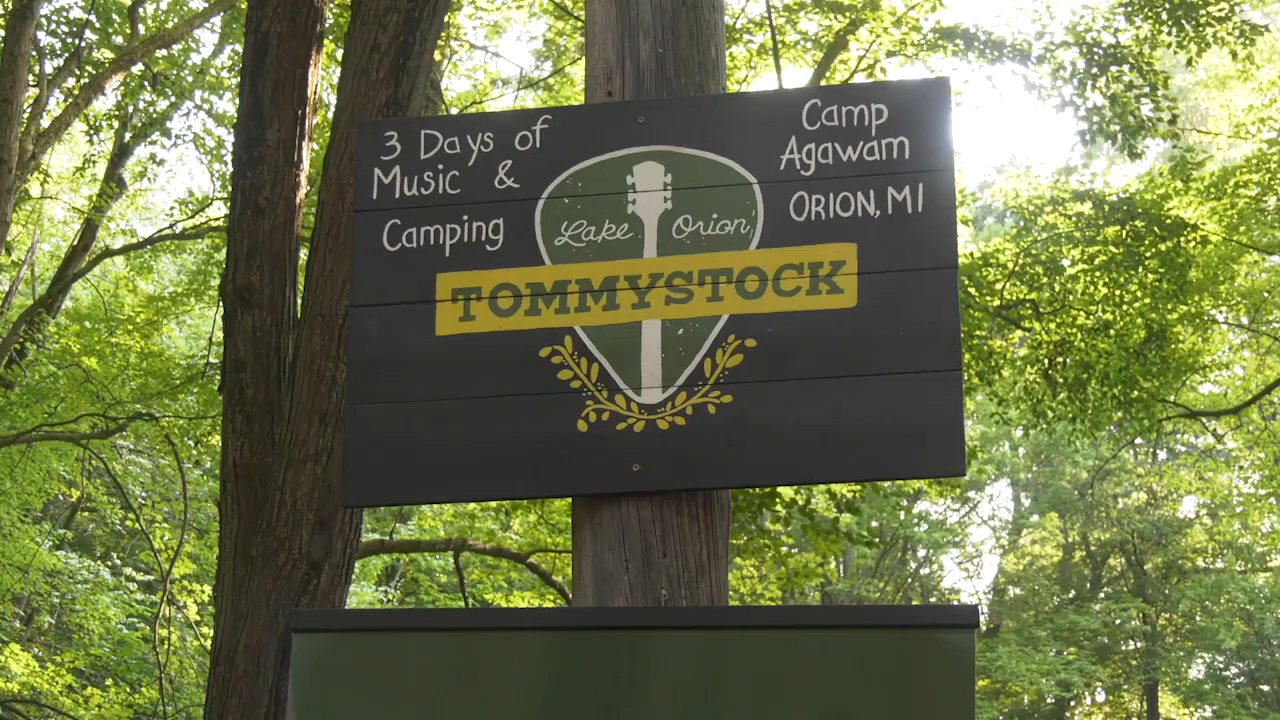 3 Days of
Music &
Camping
Camp
Agawam
ORION, MI
Lake Orion
TOMMYSTOCK